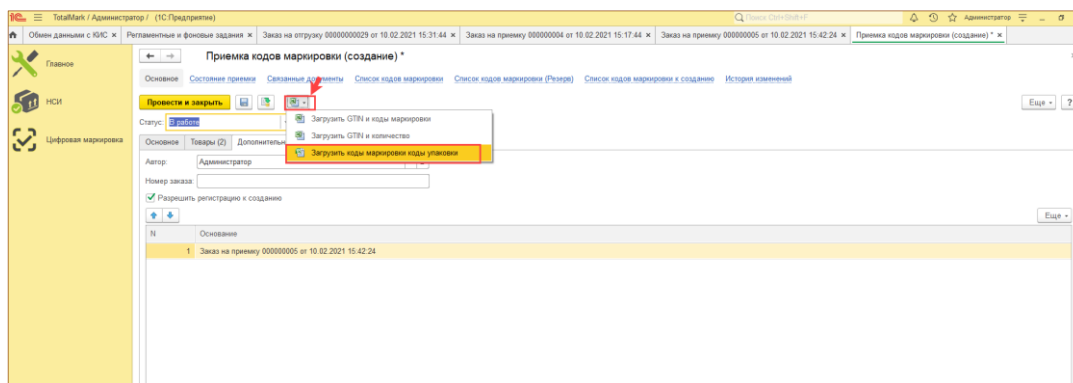 1С TotalMark / Администратор / (1С:Предприятие) Поиск Ctrl+Shift+F Администратор
Обмен данными с КИС × Регламентные и фоновые задания × Заказ на отгрузку 00000000029 от 10.02.2021 15:31:44 × Заказ на приемку 000000004 от 10.02.2021 15:17:44 × Заказ на приемку 000000005 от 10.02.2021 15:42:24 × Приемка кодов маркировки (создание) * ×
Главное
НСИ
Цифровая маркировка
Приемка кодов маркировки (создание) *
Основное Состояние приемки Связанные документы Список кодов маркировки Список кодов маркировки (Резерв) Список кодов маркировки к созданию История изменений
Провести и закрыть Еще ?
Статус: В работе
Загрузить GTIN и коды маркировки
Загрузить GTIN и количество
Загрузить коды маркировки коды упаковки
Основное Товары (2) Дополнительн
Автор: Администратор
Номер заказа:
Разрешить регистрацию к созданию
Еще
N Основание
1 Заказ на приемку 000000005 от 10.02.2021 15:42:24